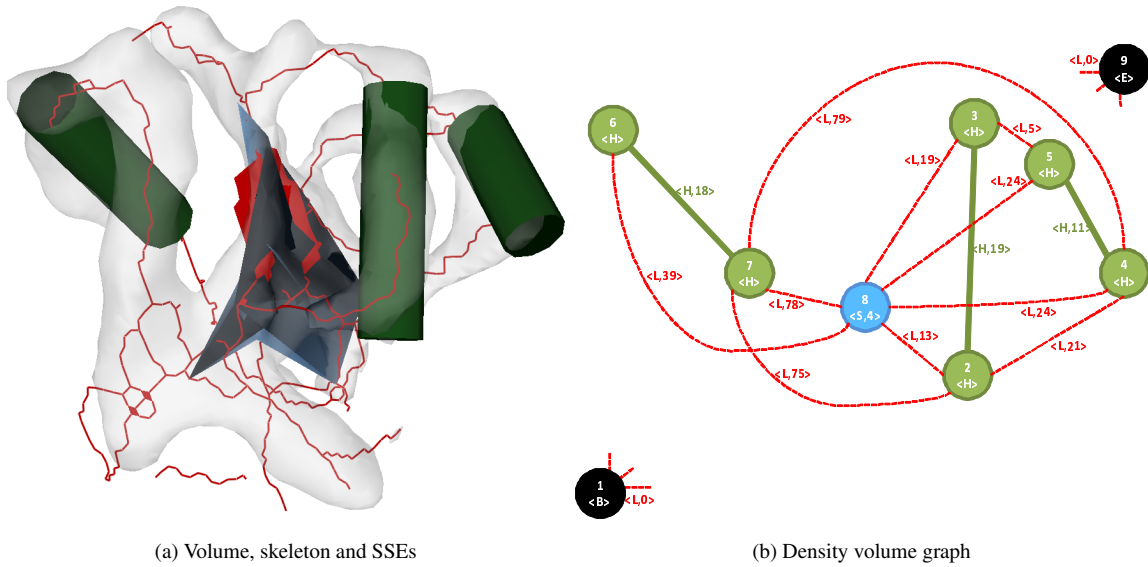 9
<E>
<L,0>
<L,79>
3
<H>
<L,5>
6
<H>
5
<H>
<L,19>
<L,24>
<H,18>
<H,11>
<H,19>
<L,39>
7
<H>
4
<H>
<L,78>
8
<S,4>
<L,24>
<L,13>
<L,21>
<L,75>
2
<H>
1
<B>
<L,0>
(a) Volume, skeleton and SSEs
(b) Density volume graph